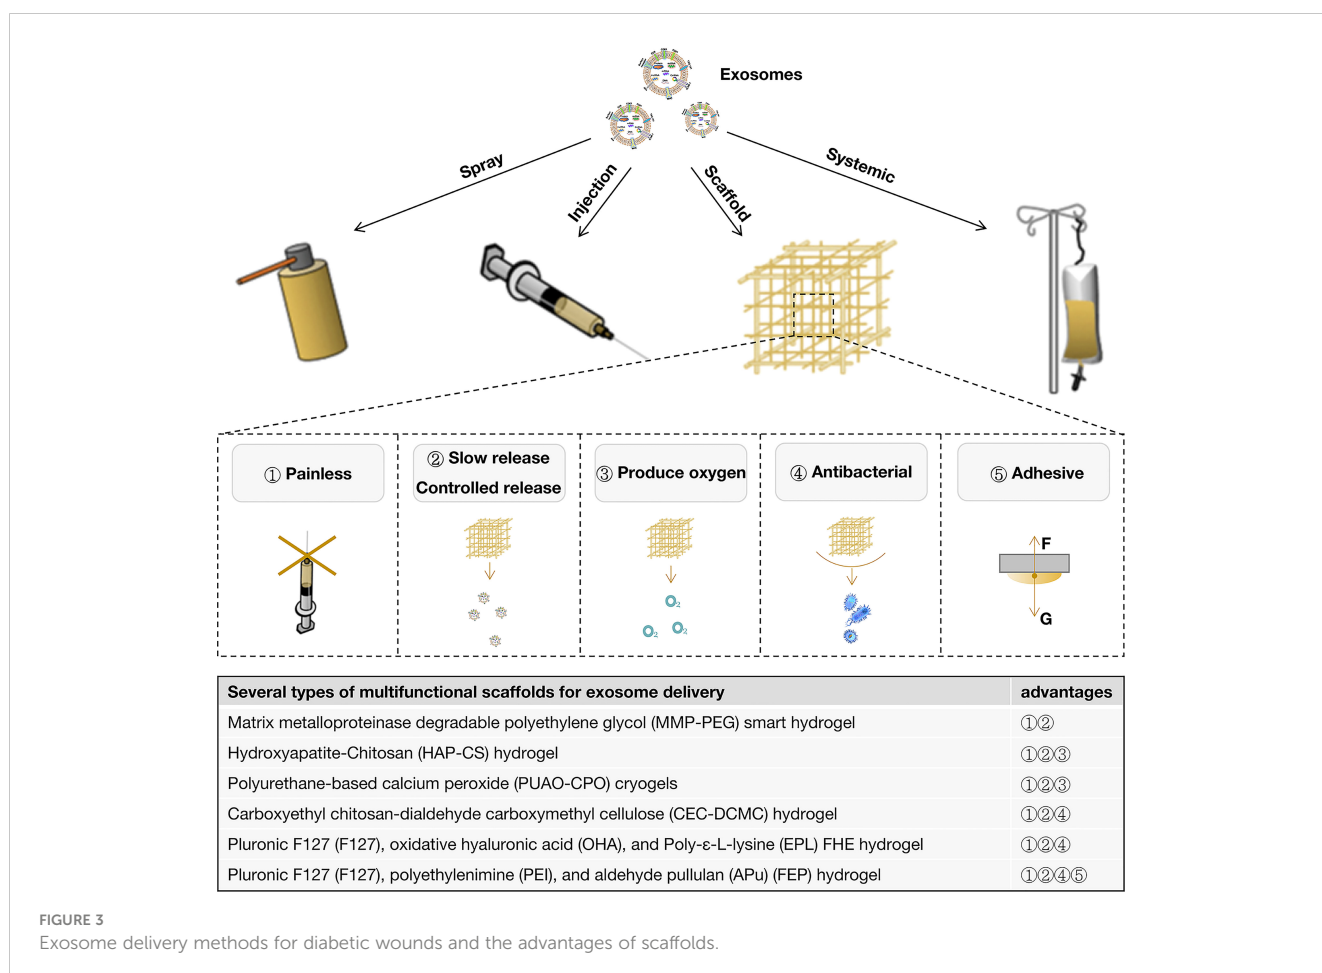 Exosomes
Spray
Injection
Scaffold
Systemic
① Painless
② Slow release
Controlled release
③ Produce oxygen
④ Antibacterial
⑤ Adhesive
O2
O2
O2
F
G
Several types of multifunctional scaffolds for exosome delivery advantages
Matrix metalloproteinase degradable polyethylene glycol (MMP-PEG) smart hydrogel ①②
Hydroxyapatite-Chitosan (HAP-CS) hydrogel ①②③
Polyurethane-based calcium peroxide (PUAO-CPO) cryogels ①②③
Carboxyethyl chitosan-dialdehyde carboxymethyl cellulose (CEC-DCMC) hydrogel ①②④
Pluronic F127 (F127), oxidative hyaluronic acid (OHA), and Poly-ε-L-lysine (EPL) FHE hydrogel ①②④
Pluronic F127 (F127), polyethylenimine (PEI), and aldehyde pullulan (APu) (FEP) hydrogel ①②④⑤
FIGURE 3
Exosome delivery methods for diabetic wounds and the advantages of scaffolds.